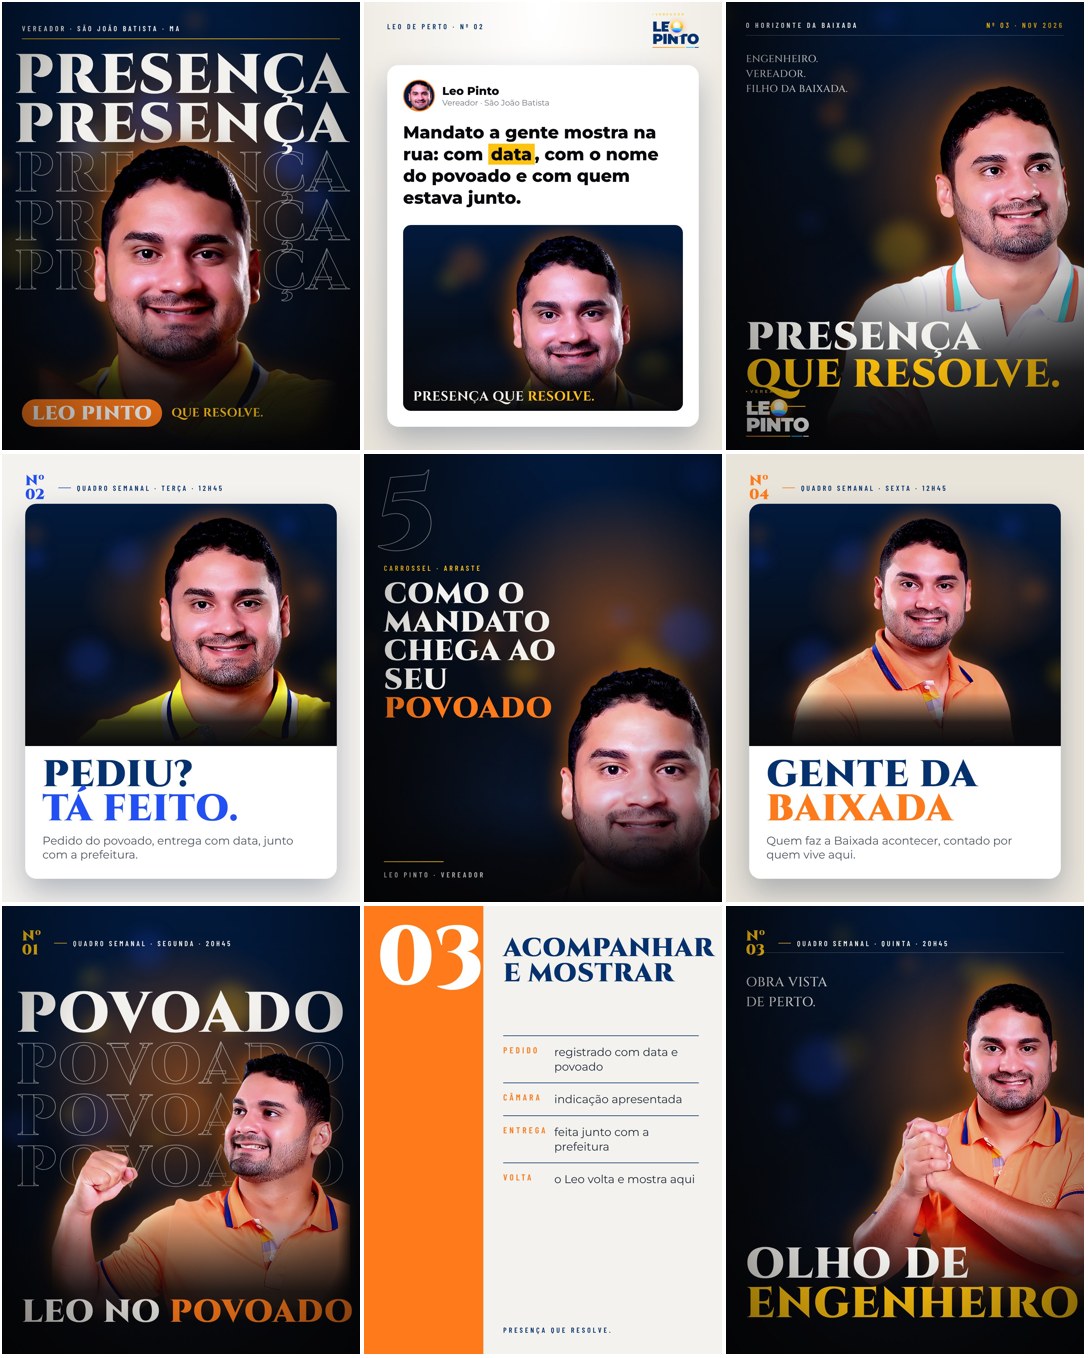 VEREADOR · SÃO JOÃO BATISTA · MA
PRESENÇA
PRESENÇA
PRESENÇA
PRESENÇA
PRESENÇA
LEO PINTO QUE RESOLVE.
LEO DE PERTO · Nº 02
LEO
PINTO
Leo Pinto
Vereador · São João Batista
Mandato a gente mostra na
rua: com data, com o nome
do povoado e com quem
estava junto.
PRESENÇA QUE RESOLVE.
O HORIZONTE DA BAIXADA
Nº 03 · NOV 2026
ENGENHEIRO.
VEREADOR.
FILHO DA BAIXADA.
PRESENÇA
QUE RESOLVE.
LEO
PINTO
Nº
02
QUADRO SEMANAL · TERÇA · 12H45
PEDIU?
TÁ FEITO.
Pedido do povoado, entrega com data, junto
com a prefeitura.
5
CARROSSEL · ARRASTE
COMO O
MANDATO
CHEGA AO
SEU
POVOADO
LEO PINTO · VEREADOR
Nº
04
QUADRO SEMANAL · SEXTA · 12H45
GENTE DA
BAIXADA
Quem faz a Baixada acontecer, contado por
quem vive aqui.
Nº
01
QUADRO SEMANAL · SEGUNDA · 20H45
POVOADO
POVOADO
POVOADO
POVOADO
LEO NO POVOADO
03
ACOMPANHAR
E MOSTRAR
PEDIDO registrado com data e
povoado
CÂMARA indicação apresentada
ENTREGA feita junto com a
prefeitura
VOLTA o Leo volta e mostra aqui
PRESENÇA QUE RESOLVE.
Nº
03
QUADRO SEMANAL · QUINTA · 20H45
OBRA VISTA
DE PERTO.
OLHO DE
ENGENHEIRO